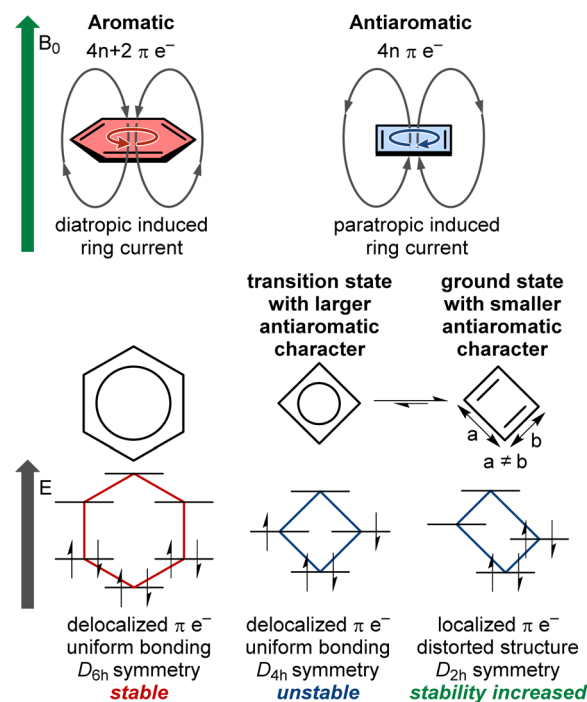 Aromatic
4n+2 π e⁻
B₀
diatropic induced
ring current
Antiaromatic
4n π e⁻
paratropic induced
ring current
transition state
with larger
antiaromatic
character
ground state
with smaller
antiaromatic
character
a
b
a ≠ b
E
delocalized π e⁻
uniform bonding
D₆ₕ symmetry
stable
delocalized π e⁻
uniform bonding
D₄ₕ symmetry
unstable
localized π e⁻
distorted structure
D₂ₕ symmetry
stability increased